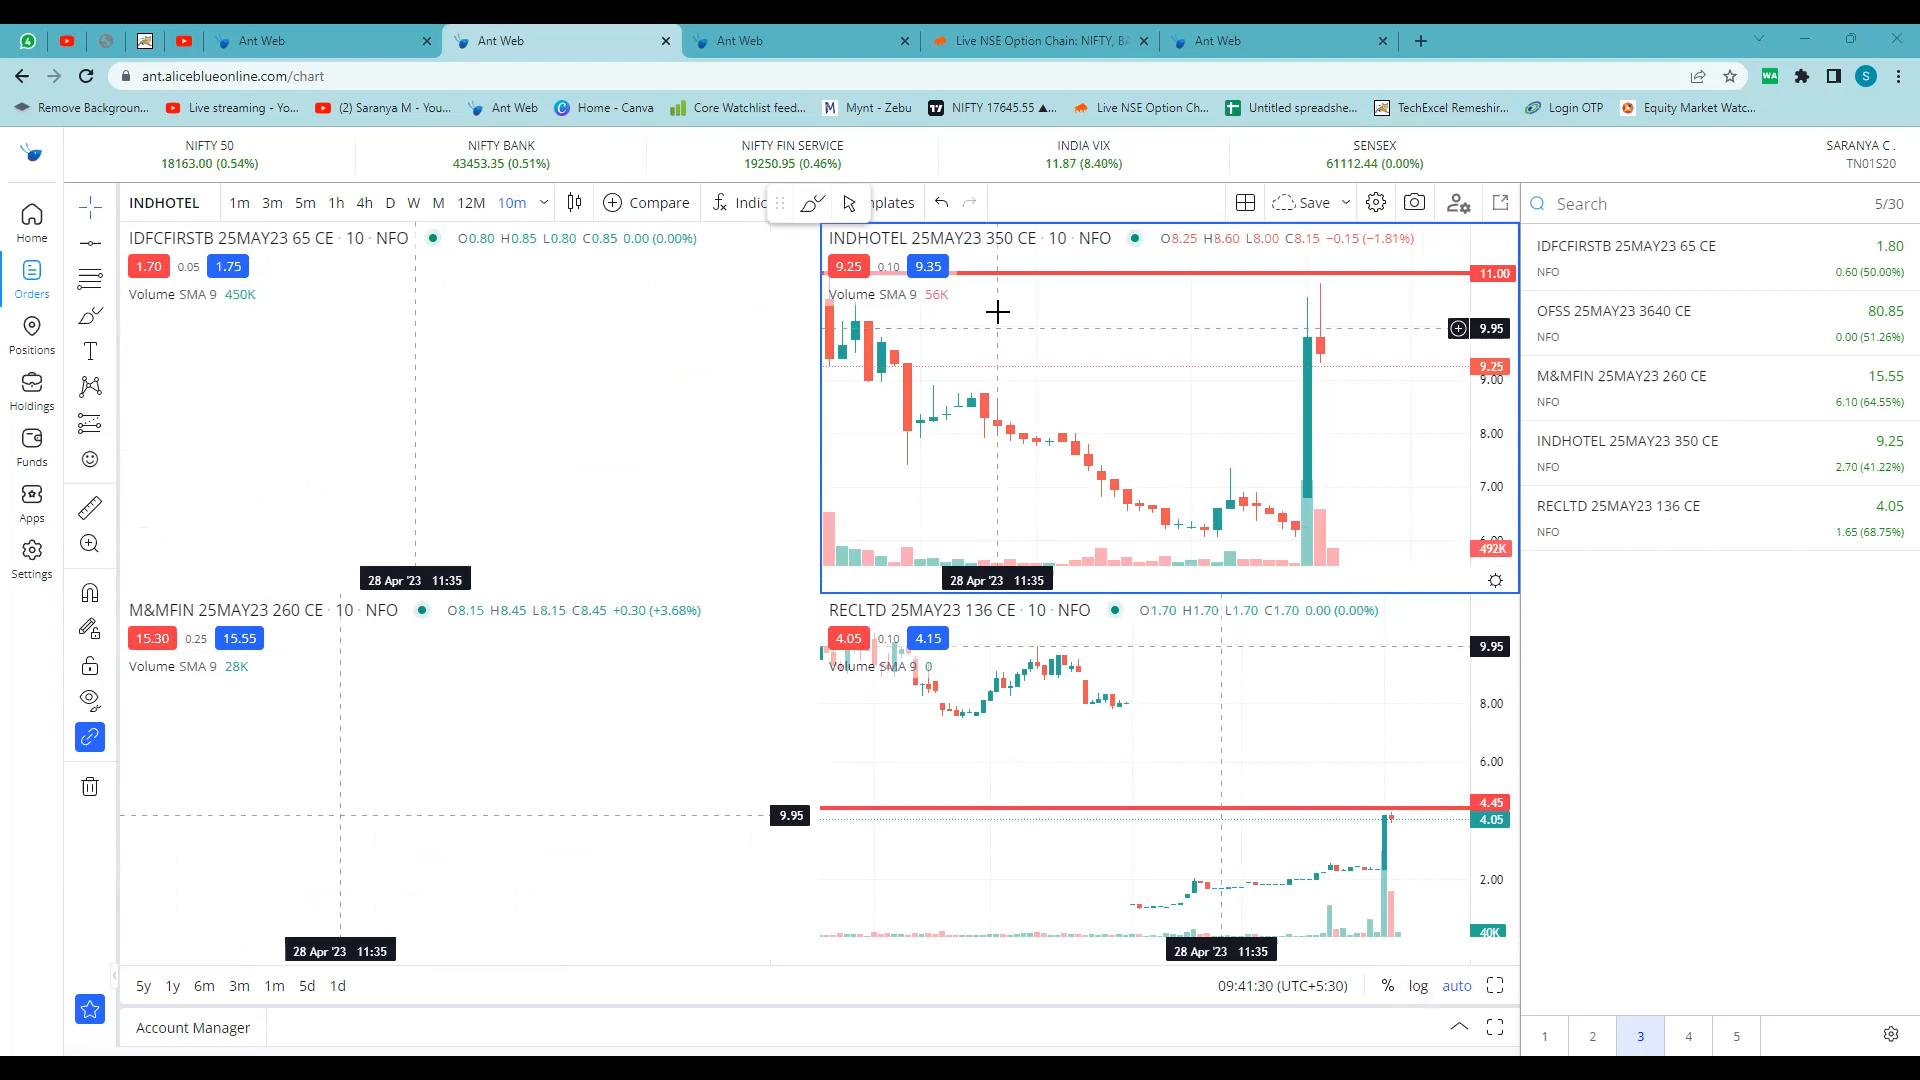 4
Ant Web
Ant Web
Ant Web
Live NSE Option Chain: NIFTY, BA
Ant Web
ant.aliceblueonline.com/chart
WA
S
Remove Backgroun...
Live streaming - Yo...
(2) Saranya M - You...
Ant Web
Home - Canva
Core Watchlist feed...
Mynt - Zebu
NIFTY 17645.55 ▲...
Live NSE Option Ch...
Untitled spreadshe...
TechExcel Remeshir...
Login OTP
Equity Market Watc...
NIFTY 50
18163.00 (0.54%)
NIFTY BANK
43453.35 (0.51%)
NIFTY FIN SERVICE
19250.95 (0.46%)
INDIA VIX
11.87 (8.40%)
SENSEX
61112.44 (0.00%)
SARANYA C .
TN01S20
Home
Orders
Positions
Holdings
Funds
Apps
Settings
INDHOTEL 1m 3m 5m 1h 4h D W M 12M 10m Compare Indic plates Save
IDFCFIRSTB 25MAY23 65 CE · 10 · NFO O0.80 H0.85 L0.80 C0.85 0.00 (0.00%)
1.70 0.05 1.75
Volume SMA 9 450K
28 Apr '23 11:35
INDHOTEL 25MAY23 350 CE · 10 · NFO O8.25 H8.60 L8.00 C8.15 −0.15 (−1.81%)
9.25 0.10 9.35
Volume SMA 9 56K
11.00
9.95
9.25
9.00
8.00
7.00
492K
28 Apr '23 11:35
M&MFIN 25MAY23 260 CE · 10 · NFO O8.15 H8.45 L8.15 C8.45 +0.30 (+3.68%)
15.30 0.25 15.55
Volume SMA 9 28K
9.95
28 Apr '23 11:35
RECLTD 25MAY23 136 CE · 10 · NFO O1.70 H1.70 L1.70 C1.70 0.00 (0.00%)
4.05 0.10 4.15
Volume SMA 9 0
9.95
8.00
6.00
4.45
4.05
2.00
40K
28 Apr '23 11:35
5y 1y 6m 3m 1m 5d 1d
09:41:30 (UTC+5:30) % log auto
Account Manager
Search 5/30
IDFCFIRSTB 25MAY23 65 CE 1.80
NFO 0.60 (50.00%)
OFSS 25MAY23 3640 CE 80.85
NFO 0.00 (51.26%)
M&MFIN 25MAY23 260 CE 15.55
NFO 6.10 (64.55%)
INDHOTEL 25MAY23 350 CE 9.25
NFO 2.70 (41.22%)
RECLTD 25MAY23 136 CE 4.05
NFO 1.65 (68.75%)
1 2 3 4 5